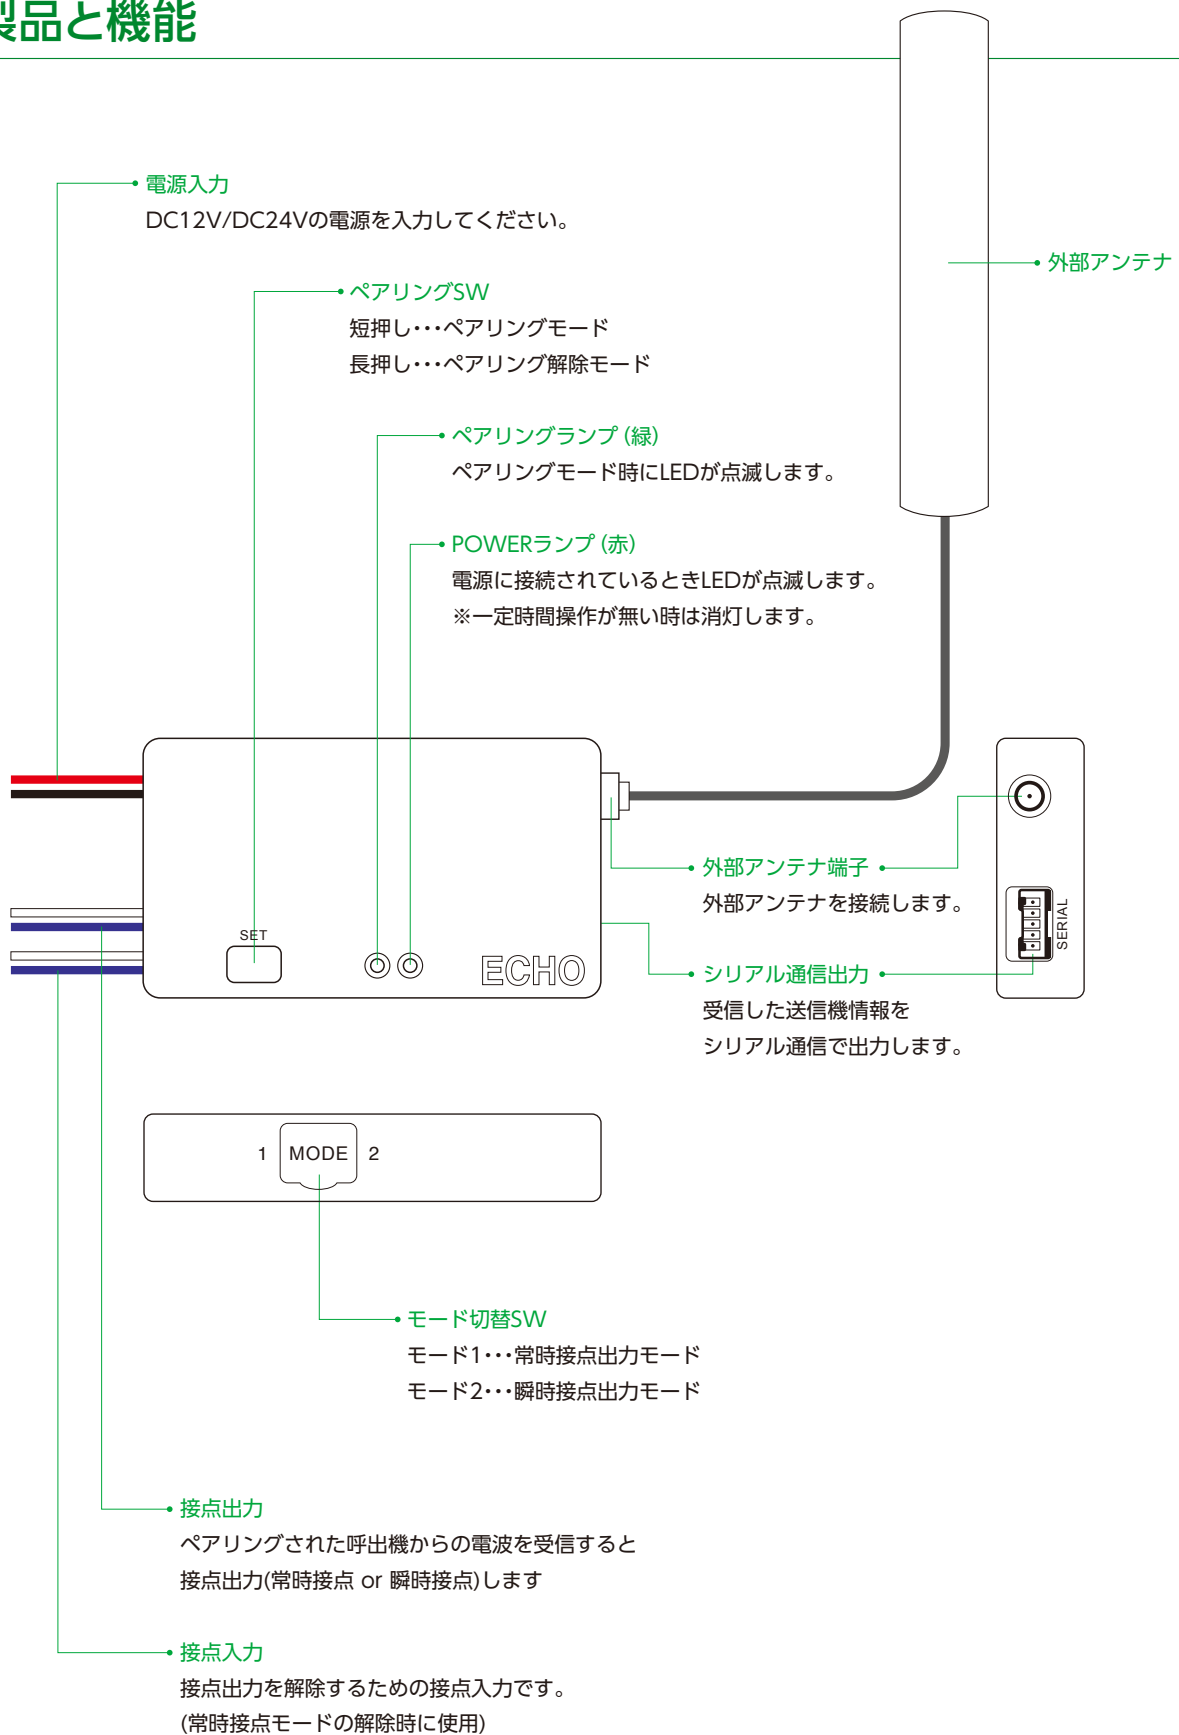 製品と機能
電源入力
DC12V/DC24Vの電源を入力してください。
外部アンテナ
ペアリングSW
短押し･･･ペアリングモード
長押し･･･ペアリング解除モード
ペアリングランプ（緑）
ペアリングモード時にLEDが点滅します。
POWERランプ（赤）
電源に接続されているときLEDが点滅します。
※一定時間操作が無い時は消灯します。
外部アンテナ端子
外部アンテナを接続します。
SERIAL
SET
ECHO
シリアル通信出力
受信した送信機情報を
シリアル通信で出力します。
1 MODE 2
モード切替SW
モード1･･･常時接点出力モード
モード2･･･瞬時接点出力モード
接点出力
ペアリングされた呼出機からの電波を受信すると
接点出力(常時接点 or 瞬時接点)します
接点入力
接点出力を解除するための接点入力です。
(常時接点モードの解除時に使用)